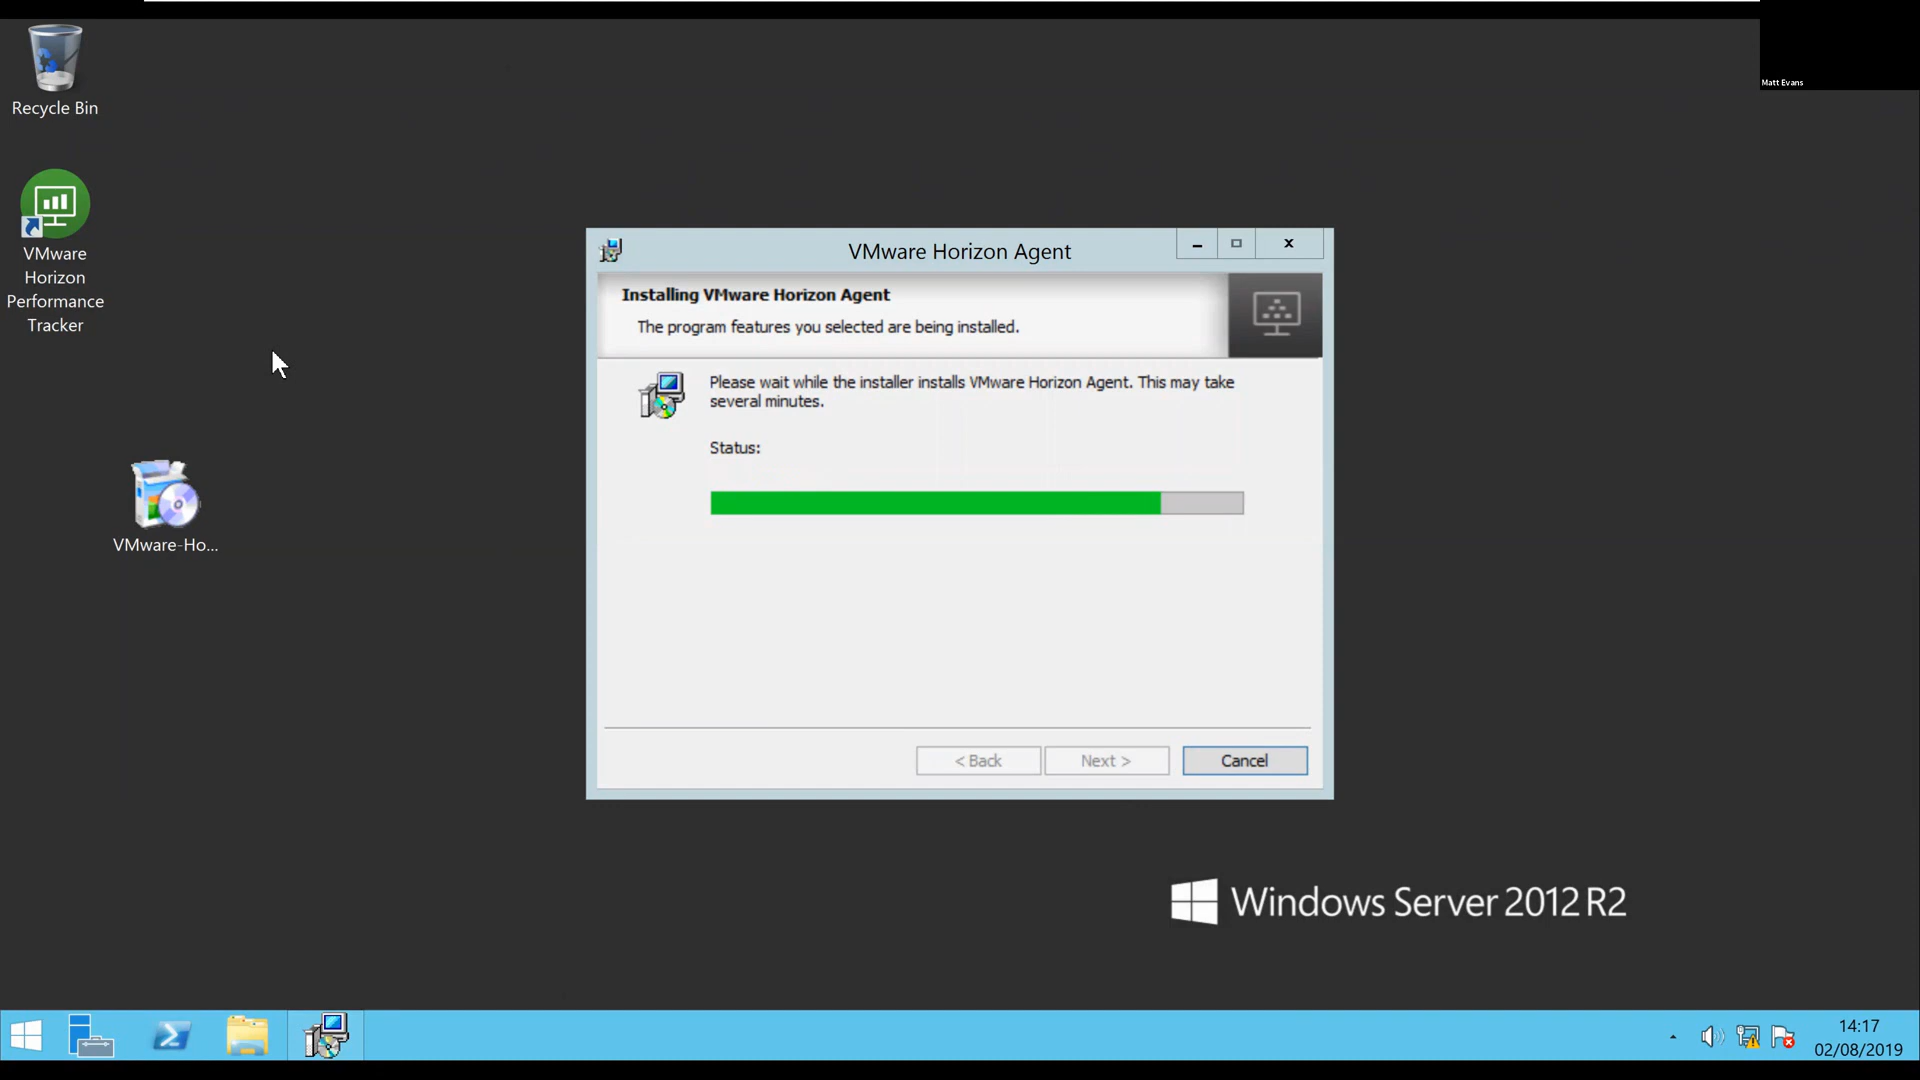 Matt Evans
Recycle Bin
VMware
Horizon
Performance
Tracker
VMware-Ho...
VMware Horizon Agent
Installing VMware Horizon Agent
The program features you selected are being installed.
Please wait while the installer installs VMware Horizon Agent. This may take
several minutes.
Status:
< Back
Next >
Cancel
Windows Server 2012 R2
14:17
02/08/2019